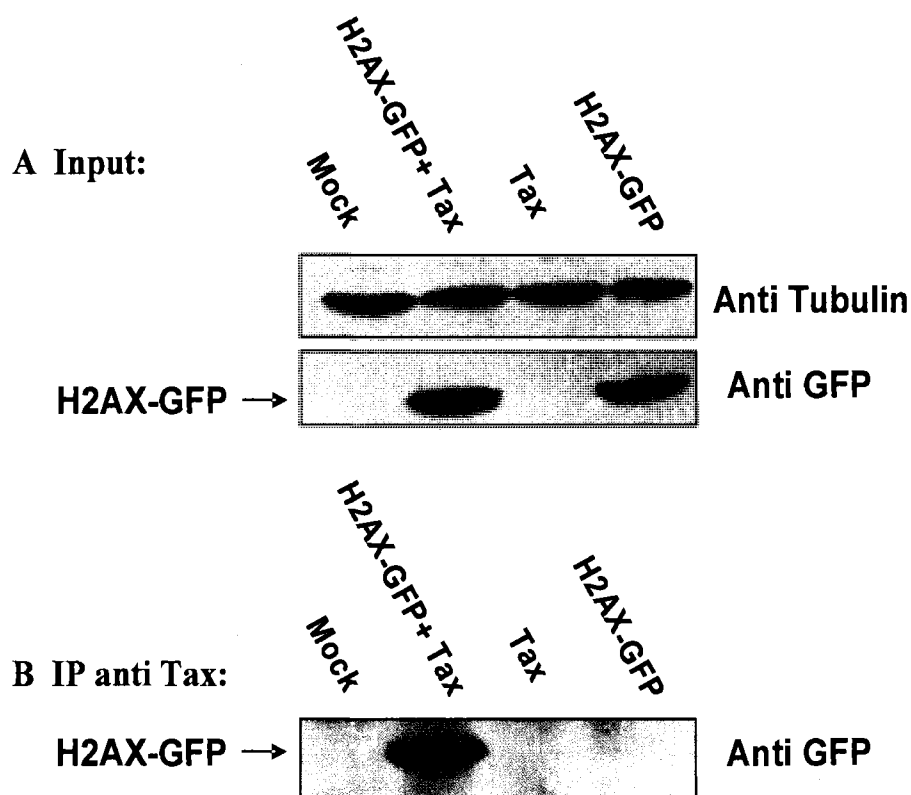 A Input:
Mock
H2AX-GFP+ Tax
Tax
H2AX-GFP
Anti Tubulin
H2AX-GFP →
Anti GFP
B IP anti Tax:
Mock
H2AX-GFP+ Tax
Tax
H2AX-GFP
H2AX-GFP →
Anti GFP